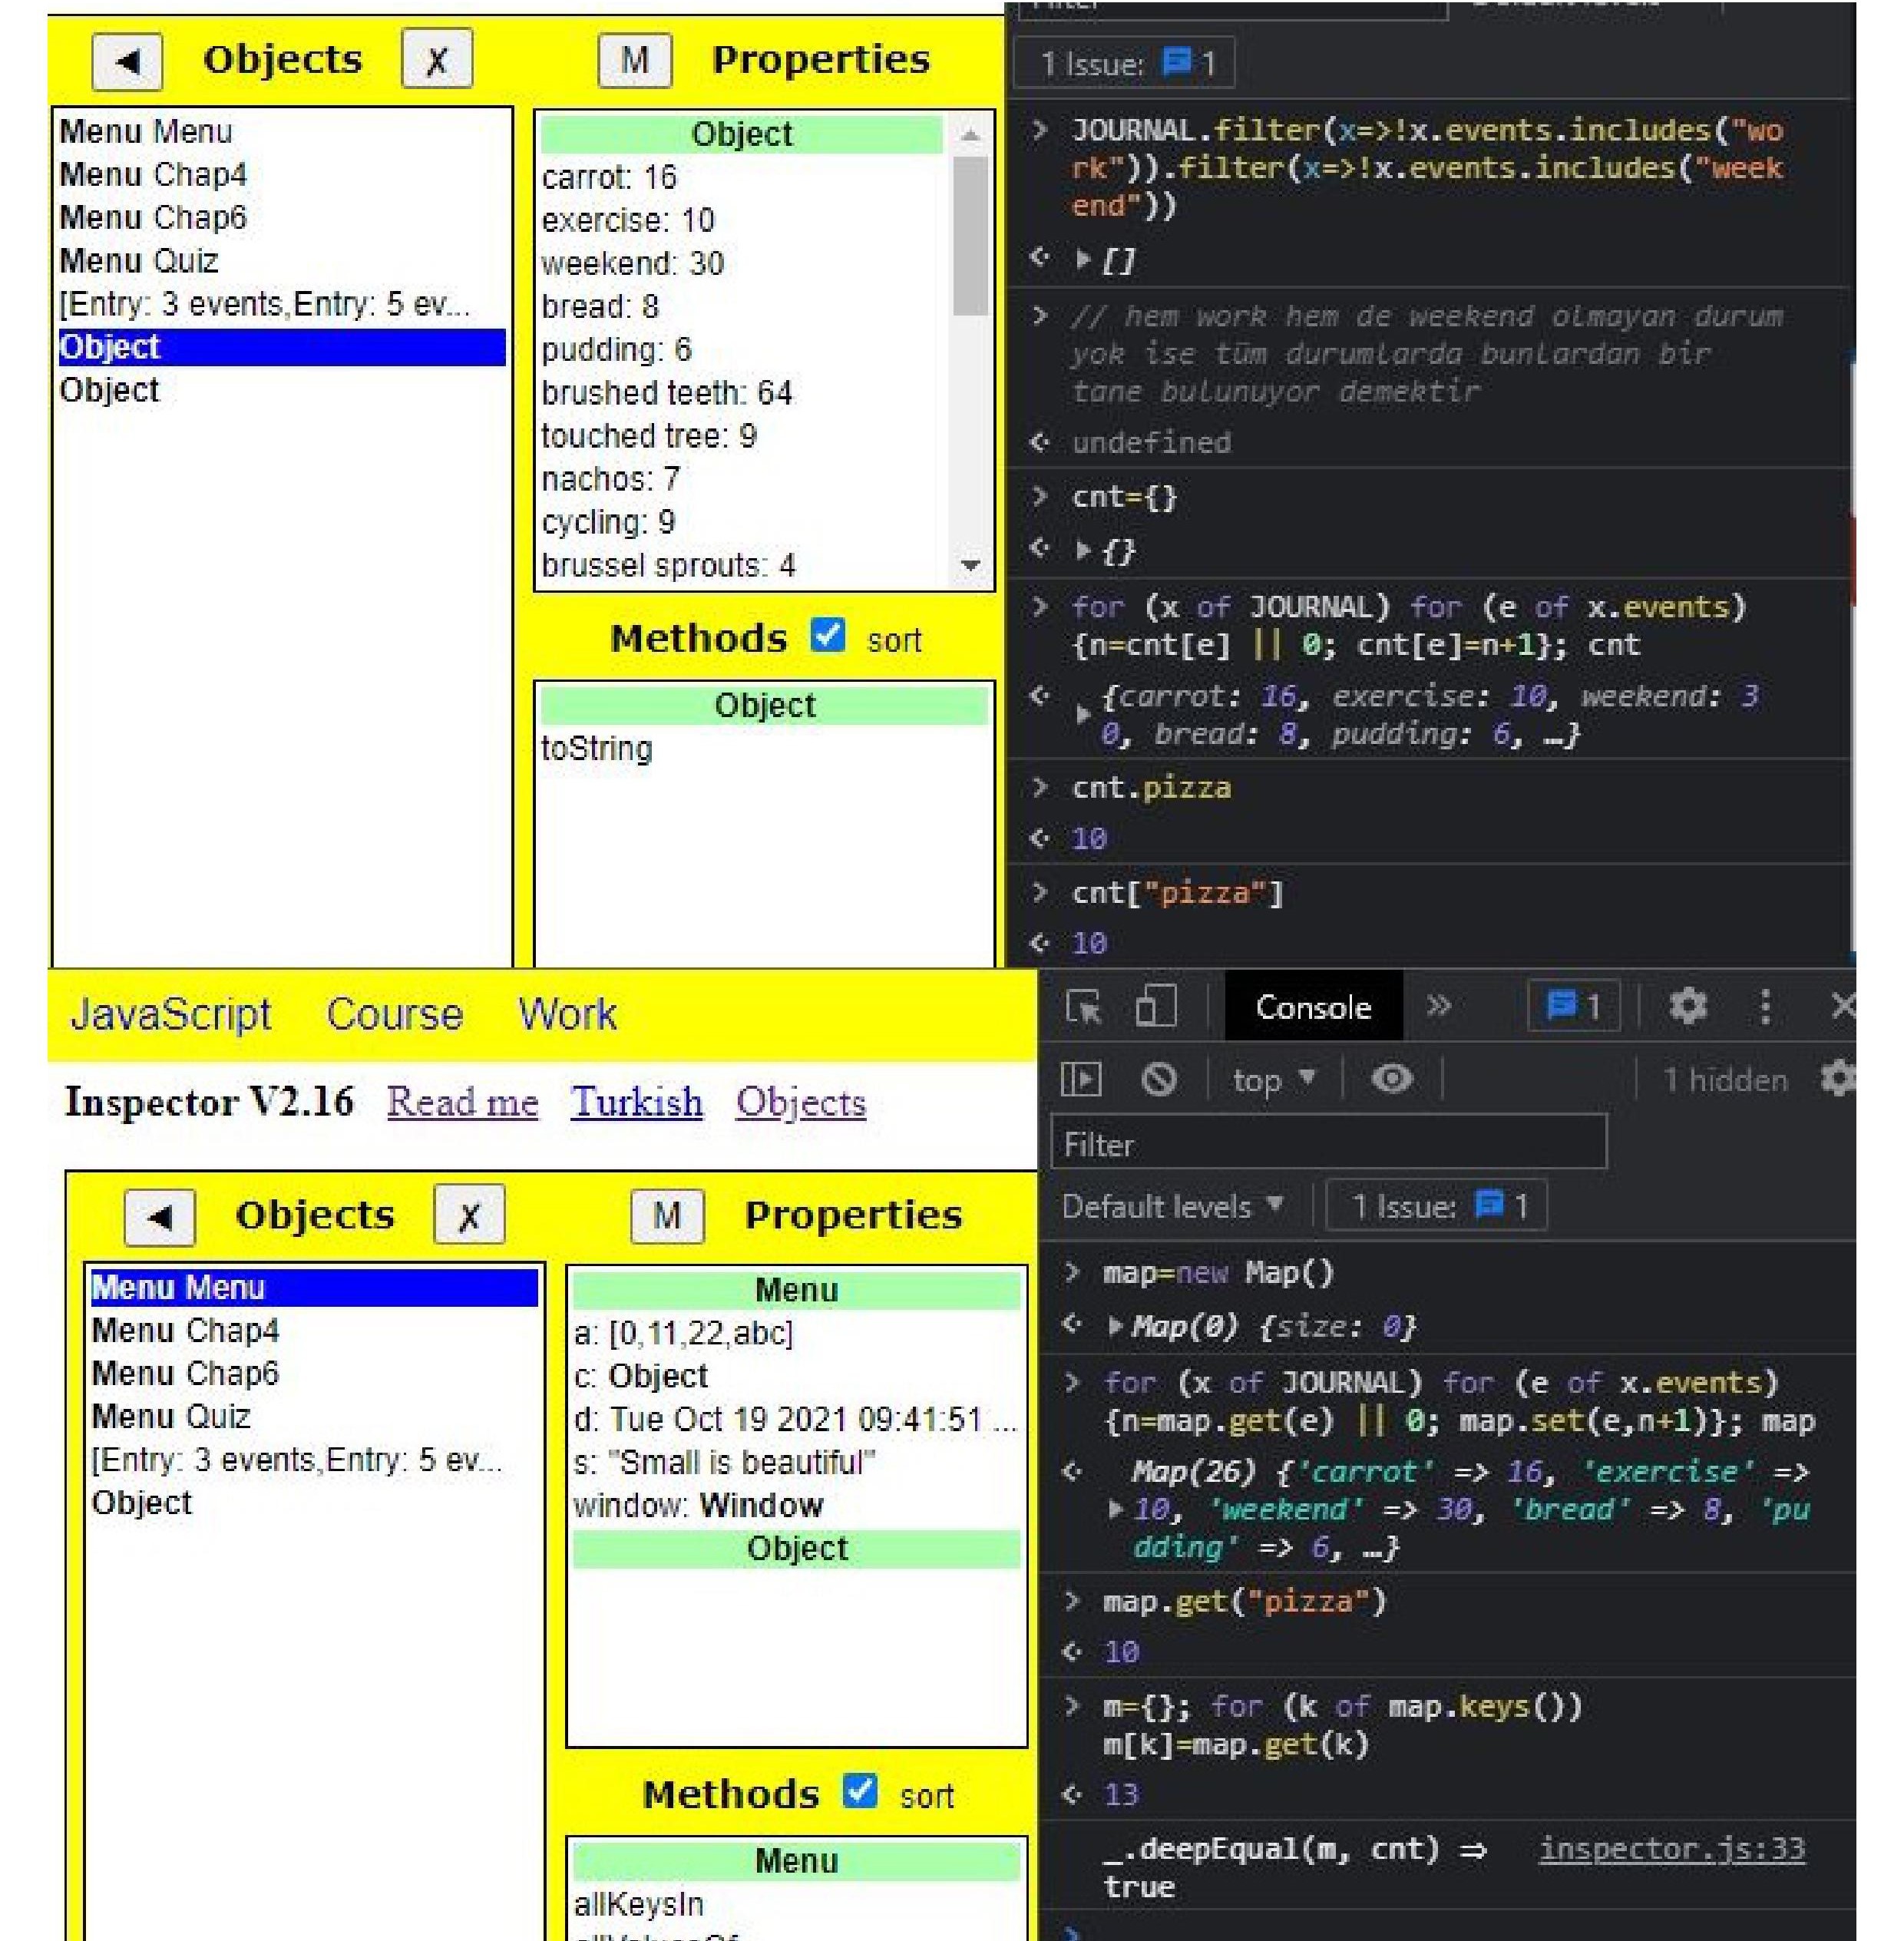 Objects X M Properties
Menu Menu
Menu Chap4
Menu Chap6
Menu Quiz
[Entry: 3 events,Entry: 5 ev...
Object
Object
Object
carrot: 16
exercise: 10
weekend: 30
bread: 8
pudding: 6
brushed teeth: 64
touched tree: 9
nachos: 7
cycling: 9
brussel sprouts: 4
Methods sort
Object
toString
1 Issue: 1
> JOURNAL.filter(x=>!x.events.includes("wo
rk")).filter(x=>!x.events.includes("week
end"))
[]
> // hem work hem de weekend olmayan durum
yok ise tüm durumlarda bunlardan bir
tane bulunuyor demektir
undefined
> cnt={}
{}
> for (x of JOURNAL) for (e of x.events)
{n=cnt[e] || 0; cnt[e]=n+1}; cnt
{carrot: 16, exercise: 10, weekend: 3
0, bread: 8, pudding: 6, …}
> cnt.pizza
10
> cnt["pizza"]
10
JavaScript Course Work
Inspector V2.16 Read me Turkish Objects
Objects X M Properties
Menu Menu
Menu Chap4
Menu Chap6
Menu Quiz
[Entry: 3 events,Entry: 5 ev...
Object
Menu
a: [0,11,22,abc]
c: Object
d: Tue Oct 19 2021 09:41:51 ...
s: "Small is beautiful"
window: Window
Object
Methods sort
Menu
allKeysIn
Console » 1
top 1 hidden
Filter
Default levels 1 Issue: 1
> map=new Map()
Map(0) {size: 0}
> for (x of JOURNAL) for (e of x.events)
{n=map.get(e) || 0; map.set(e,n+1)}; map
Map(26) {'carrot' => 16, 'exercise' =>
10, 'weekend' => 30, 'bread' => 8, 'pu
dding' => 6, …}
> map.get("pizza")
10
> m={}; for (k of map.keys())
m[k]=map.get(k)
13
_.deepEqual(m, cnt) ⇒ inspector.js:33
true
>